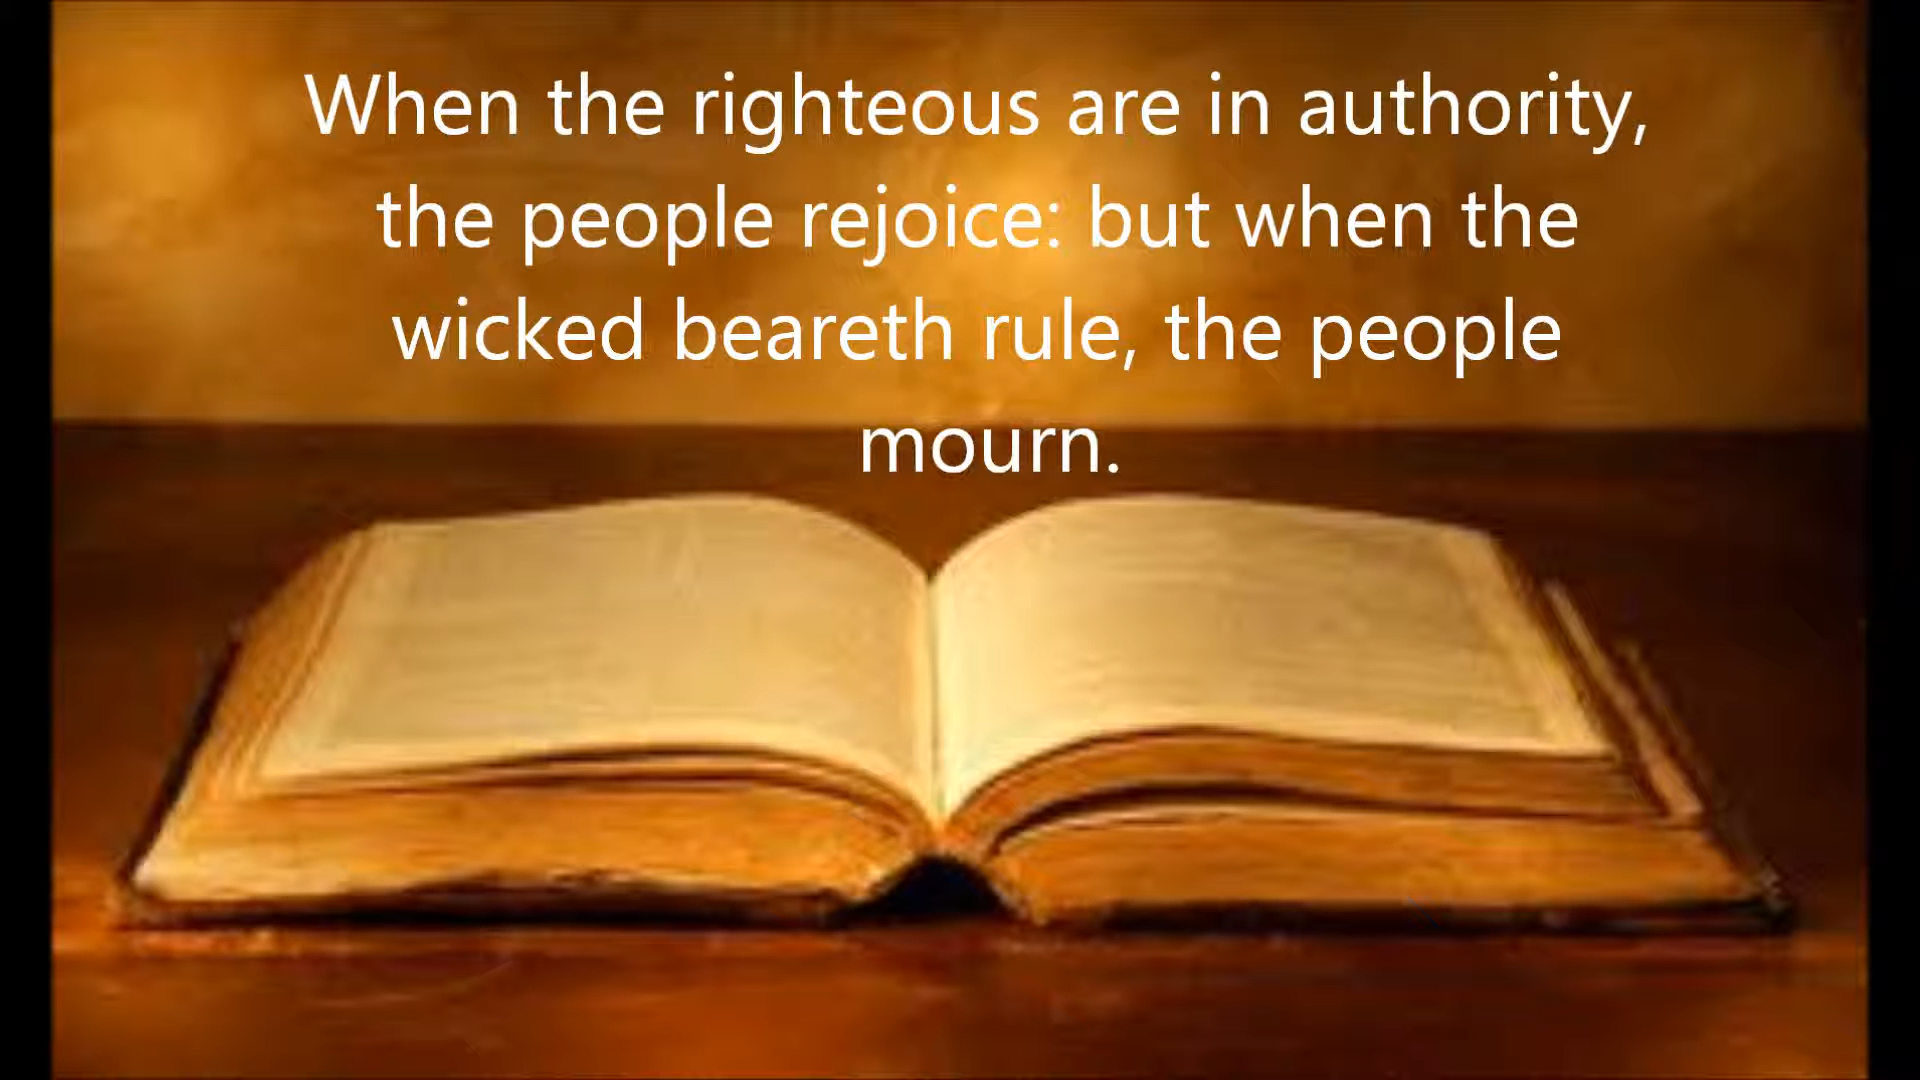 When the righteous are in authority,
the people rejoice: but when the
wicked beareth rule, the people
mourn.